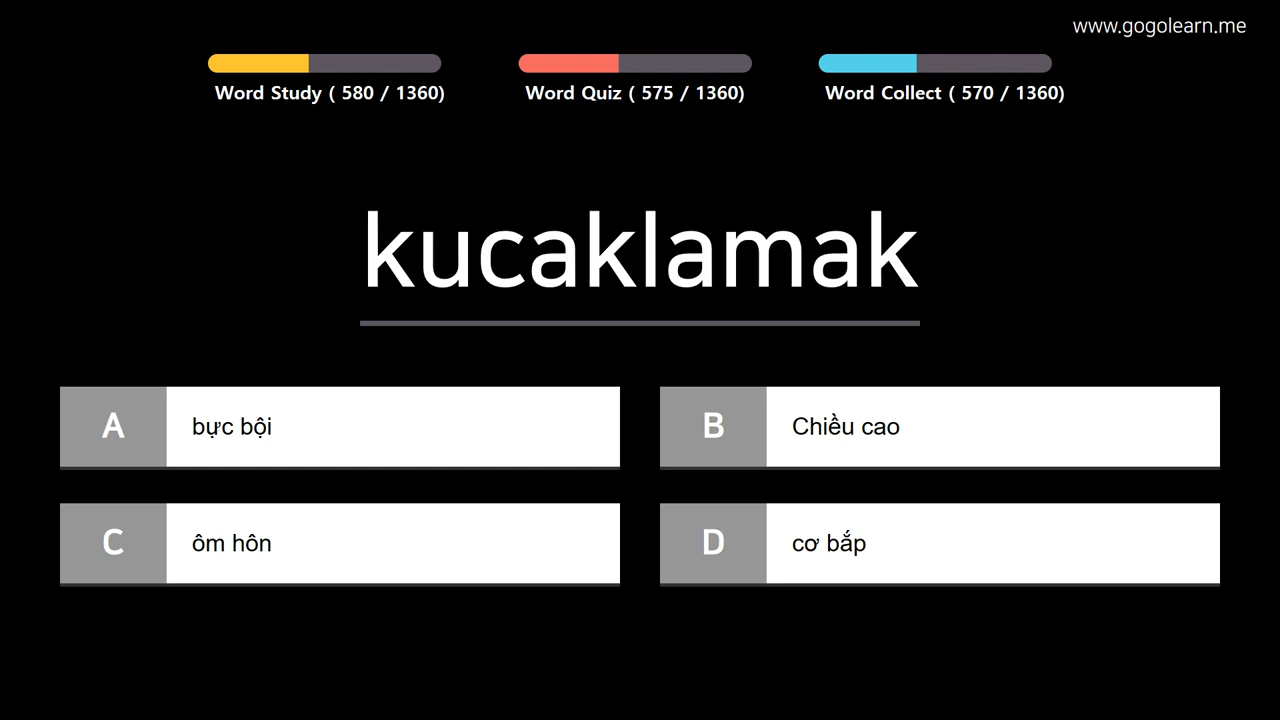 www.gogolearn.me
Word Study ( 580 / 1360)
Word Quiz ( 575 / 1360)
Word Collect ( 570 / 1360)
kucaklamak
A bực bội
B Chiều cao
C ôm hôn
D cơ bắp